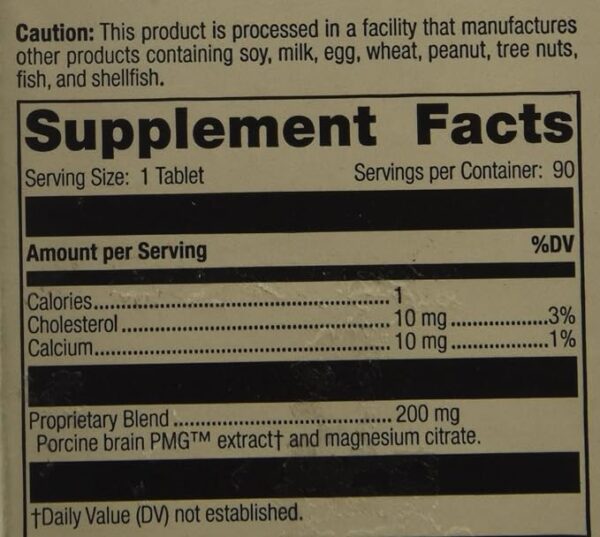 Caution: This product is processed in a facility that manufactures
other products containing soy, milk, egg, wheat, peanut, tree nuts,
fish, and shellfish.
Supplement Facts
Serving Size: 1 Tablet Servings per Container: 90
Amount per Serving %DV
Calories................................................1
Cholesterol............................................10 mg................3%
Calcium.................................................10 mg................1%
Proprietary Blend....................................200 mg
Porcine brain PMG™ extract† and magnesium citrate.
†Daily Value (DV) not established.